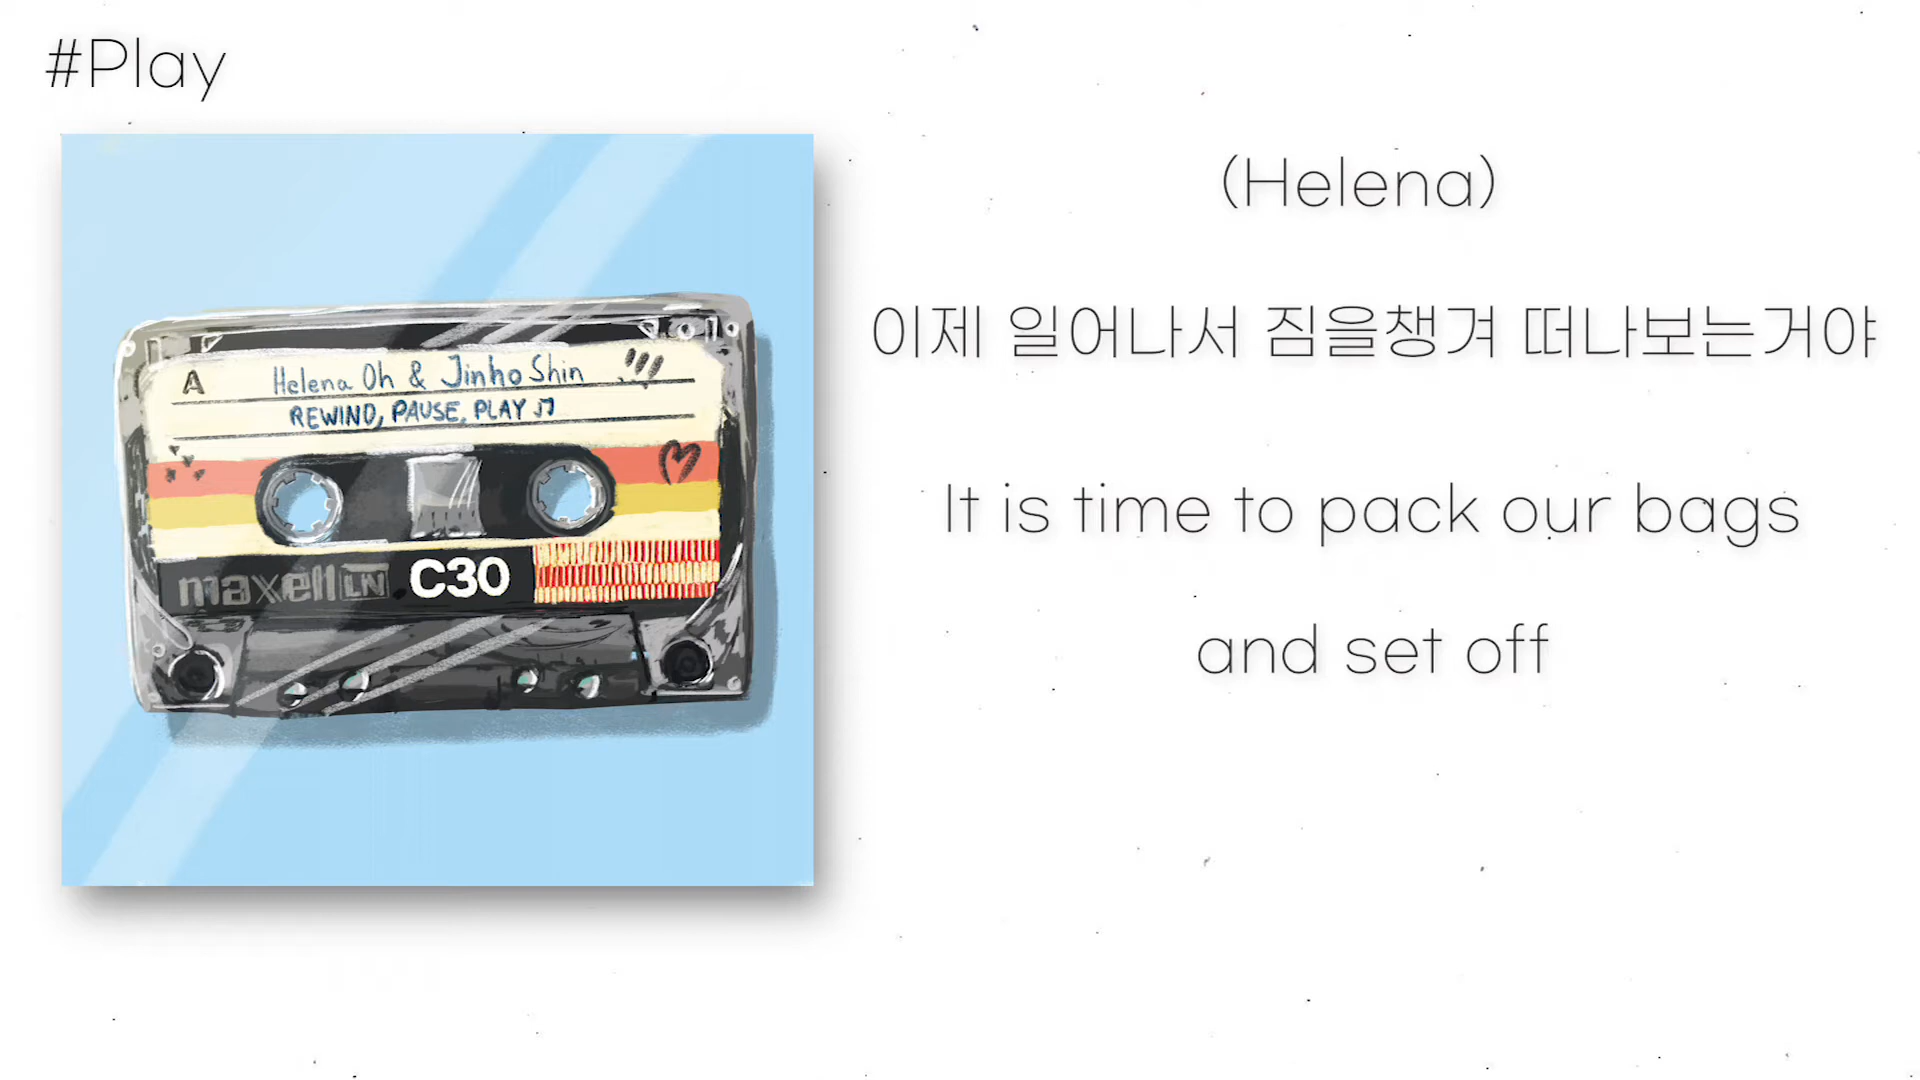 #Play
A Helena Oh & Jinho Shin
REWIND, PAUSE, PLAY ♫
maxell LN C30
(Helena)
이제 일어나서 짐을챙겨 떠나보는거야
It is time to pack our bags
and set off